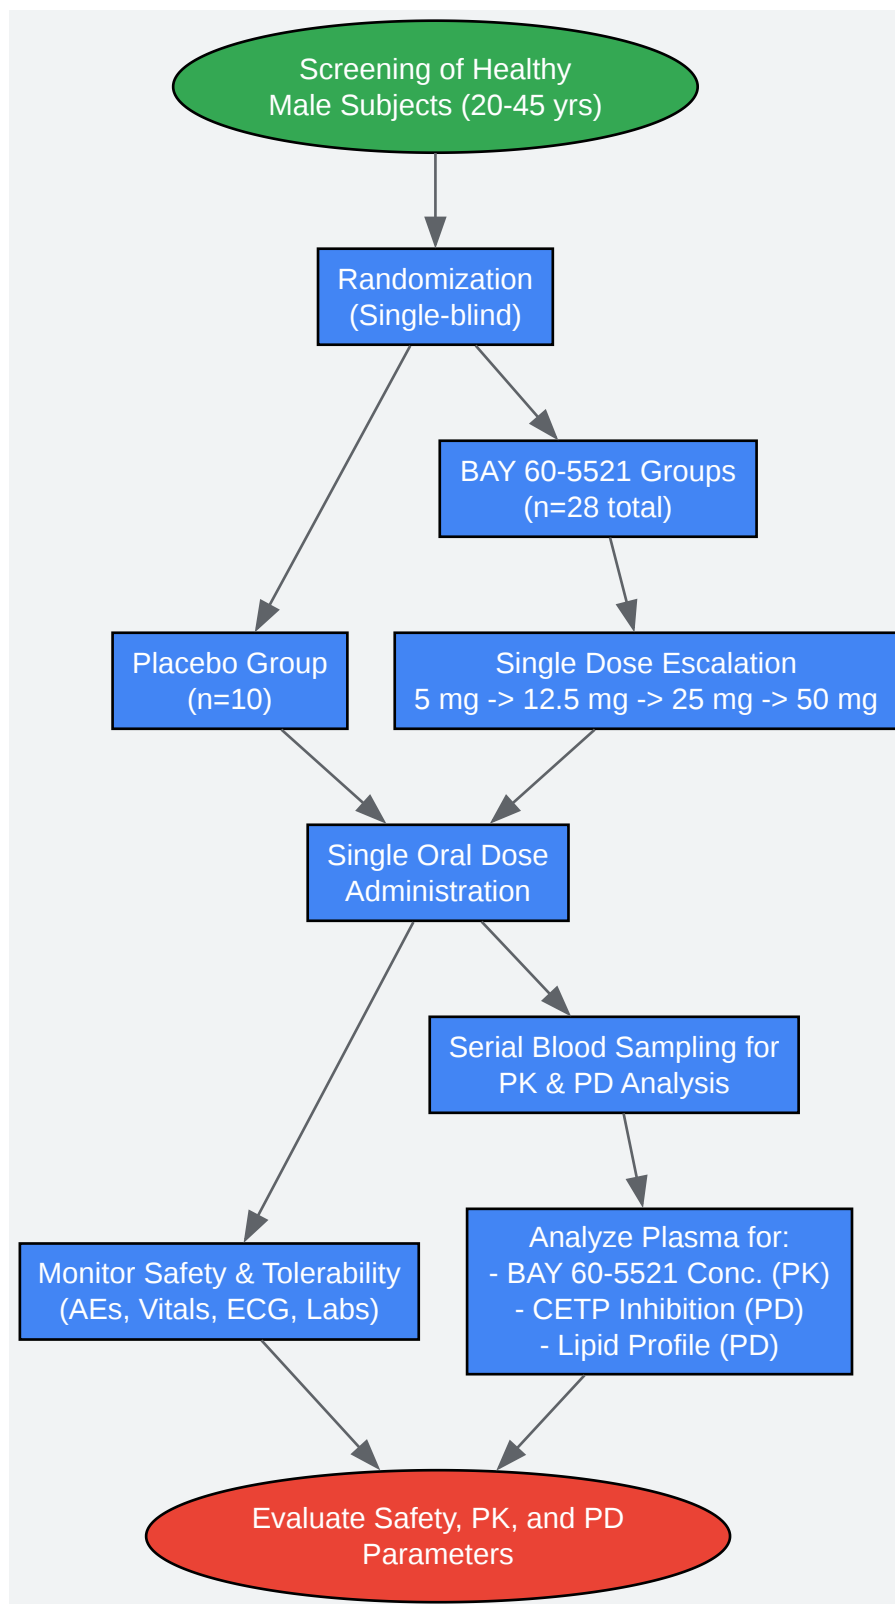 Screening of Healthy
Male Subjects (20-45 yrs)
Randomization
(Single-blind)
BAY 60-5521 Groups
(n=28 total)
Placebo Group
(n=10)
Single Dose Escalation
5 mg -> 12.5 mg -> 25 mg -> 50 mg
Single Oral Dose
Administration
Serial Blood Sampling for
PK & PD Analysis
Monitor Safety & Tolerability
(AEs, Vitals, ECG, Labs)
Analyze Plasma for:
- BAY 60-5521 Conc. (PK)
- CETP Inhibition (PD)
- Lipid Profile (PD)
Evaluate Safety, PK, and PD
Parameters